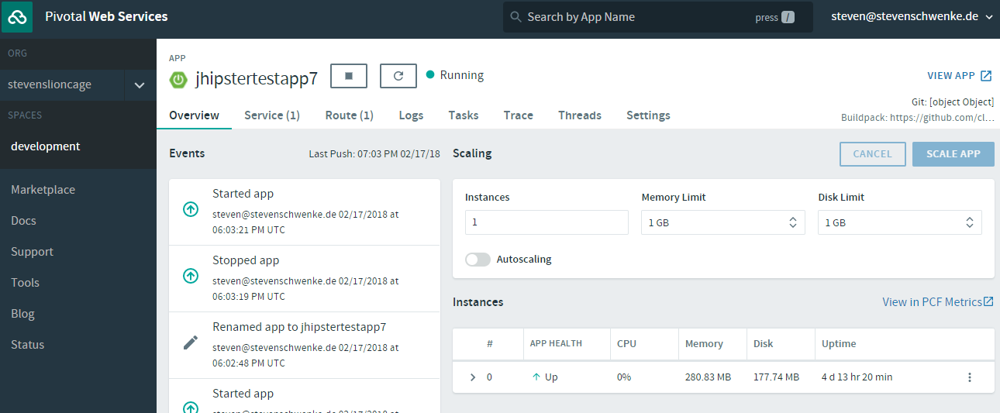 Pivotal Web Services
Search by App Name
press /
steven@stevenschwenke.de
ORG
stevenslioncage
SPACES
development
Marketplace
Docs
Support
Tools
Blog
Status
APP
jhipstertestapp7
Running
VIEW APP
Git: [object Object]
Buildpack: https://github.com/cl...
Overview Service (1) Route (1) Logs Tasks Trace Threads Settings
Events
Last Push: 07:03 PM 02/17/18
Started app
steven@stevenschwenke.de 02/17/2018 at
06:03:21 PM UTC
Stopped app
steven@stevenschwenke.de 02/17/2018 at
06:03:19 PM UTC
Renamed app to jhipstertestapp7
steven@stevenschwenke.de 02/17/2018 at
06:02:48 PM UTC
Started app
steven@stevenschwenke.de 02/17/2018 at
Scaling
CANCEL
SCALE APP
Instances Memory Limit Disk Limit
1 1 GB 1 GB
Autoscaling
Instances
View in PCF Metrics
# APP HEALTH CPU Memory Disk Uptime
0 Up 0% 280.83 MB 177.74 MB 4 d 13 hr 20 min